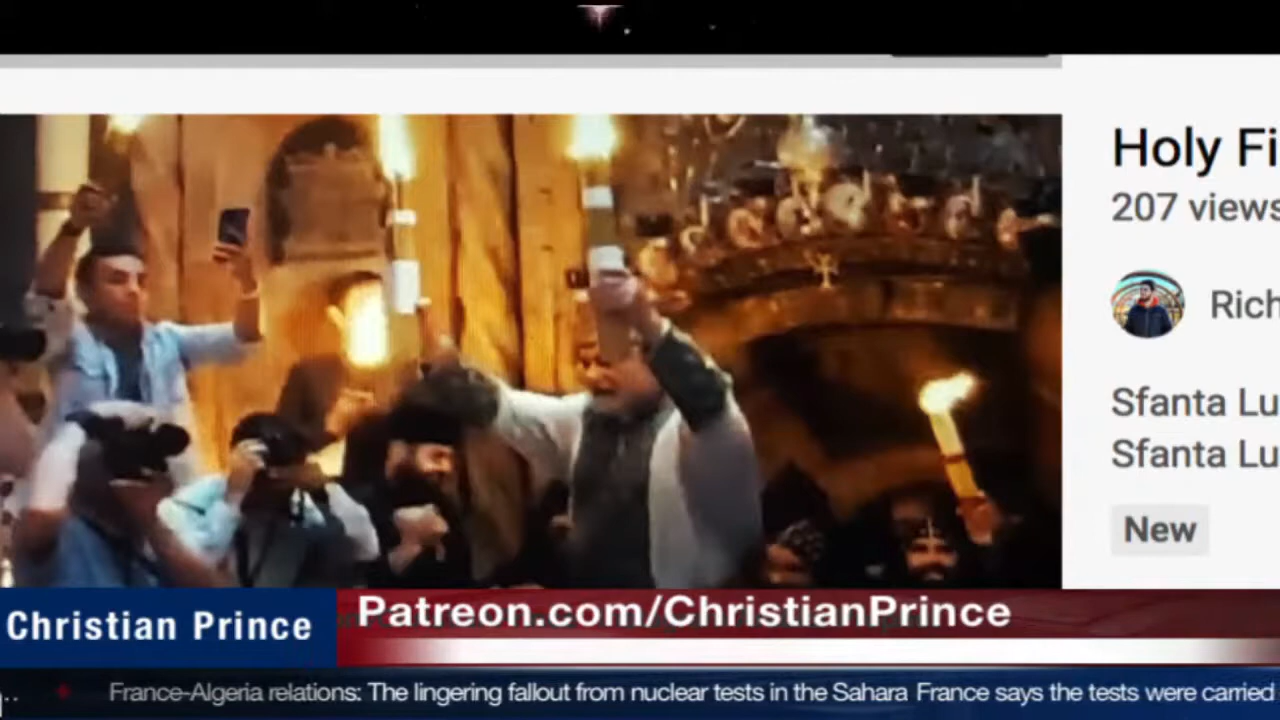 Holy Fi
207 views
Rich
Sfanta Lu
Sfanta Lu
New
Christian Prince
Patreon.com/ChristianPrince
France-Algeria relations: The lingering fallout from nuclear tests in the Sahara France says the tests were carried